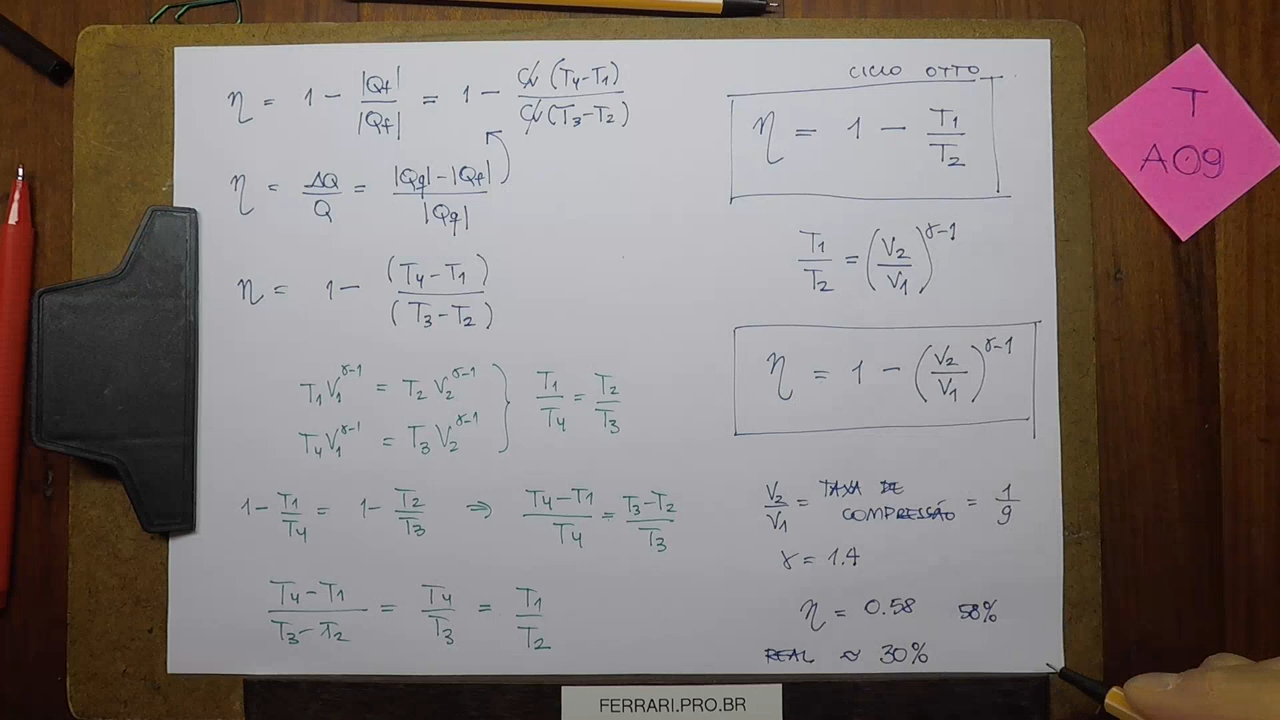 η = 1 - |Qf|/|Qq| = 1 - cv(T4-T1)/cv(T3-T2)
η = ΔQ/Q = |Qq|-|Qf|/|Qq|
η = 1 - (T4-T1)/(T3-T2)
T1V1^γ-1 = T2V2^γ-1
T4V1^γ-1 = T3V2^γ-1
T1/T4 = T2/T3
1-T1/T4 = 1-T2/T3 ⇒ T4-T1/T4 = T3-T2/T3
T4-T1/T3-T2 = T4/T3 = T1/T2
CICLO OTTO
η = 1 - T1/T2
T1/T2 = (V2/V1)^γ-1
η = 1 - (V2/V1)^γ-1
V2/V1 = TAXA DE COMPRESSÃO = 1/9
γ = 1.4
η = 0.58 58%
REAL ≈ 30%
T
A09
FERRARI.PRO.BR